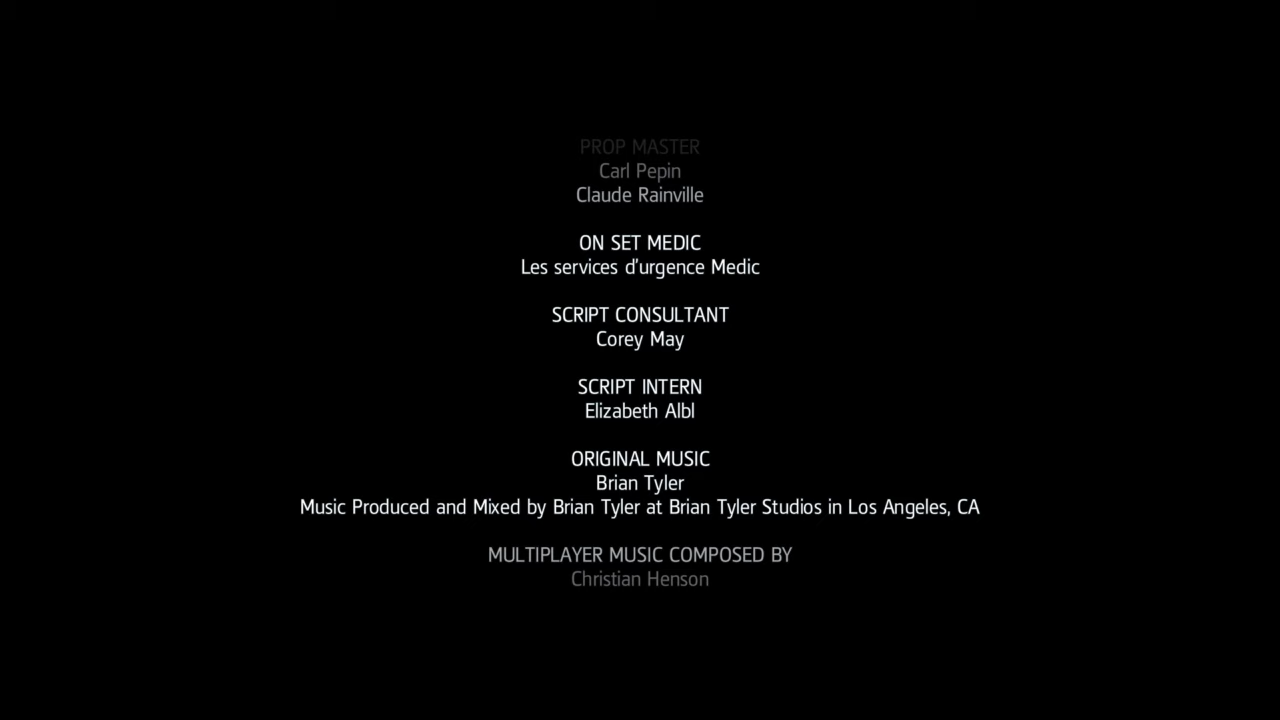 PROP MASTER
Carl Pepin
Claude Rainville
ON SET MEDIC
Les services d'urgence Medic
SCRIPT CONSULTANT
Corey May
SCRIPT INTERN
Elizabeth Albl
ORIGINAL MUSIC
Brian Tyler
Music Produced and Mixed by Brian Tyler at Brian Tyler Studios in Los Angeles, CA
MULTIPLAYER MUSIC COMPOSED BY
Christian Henson